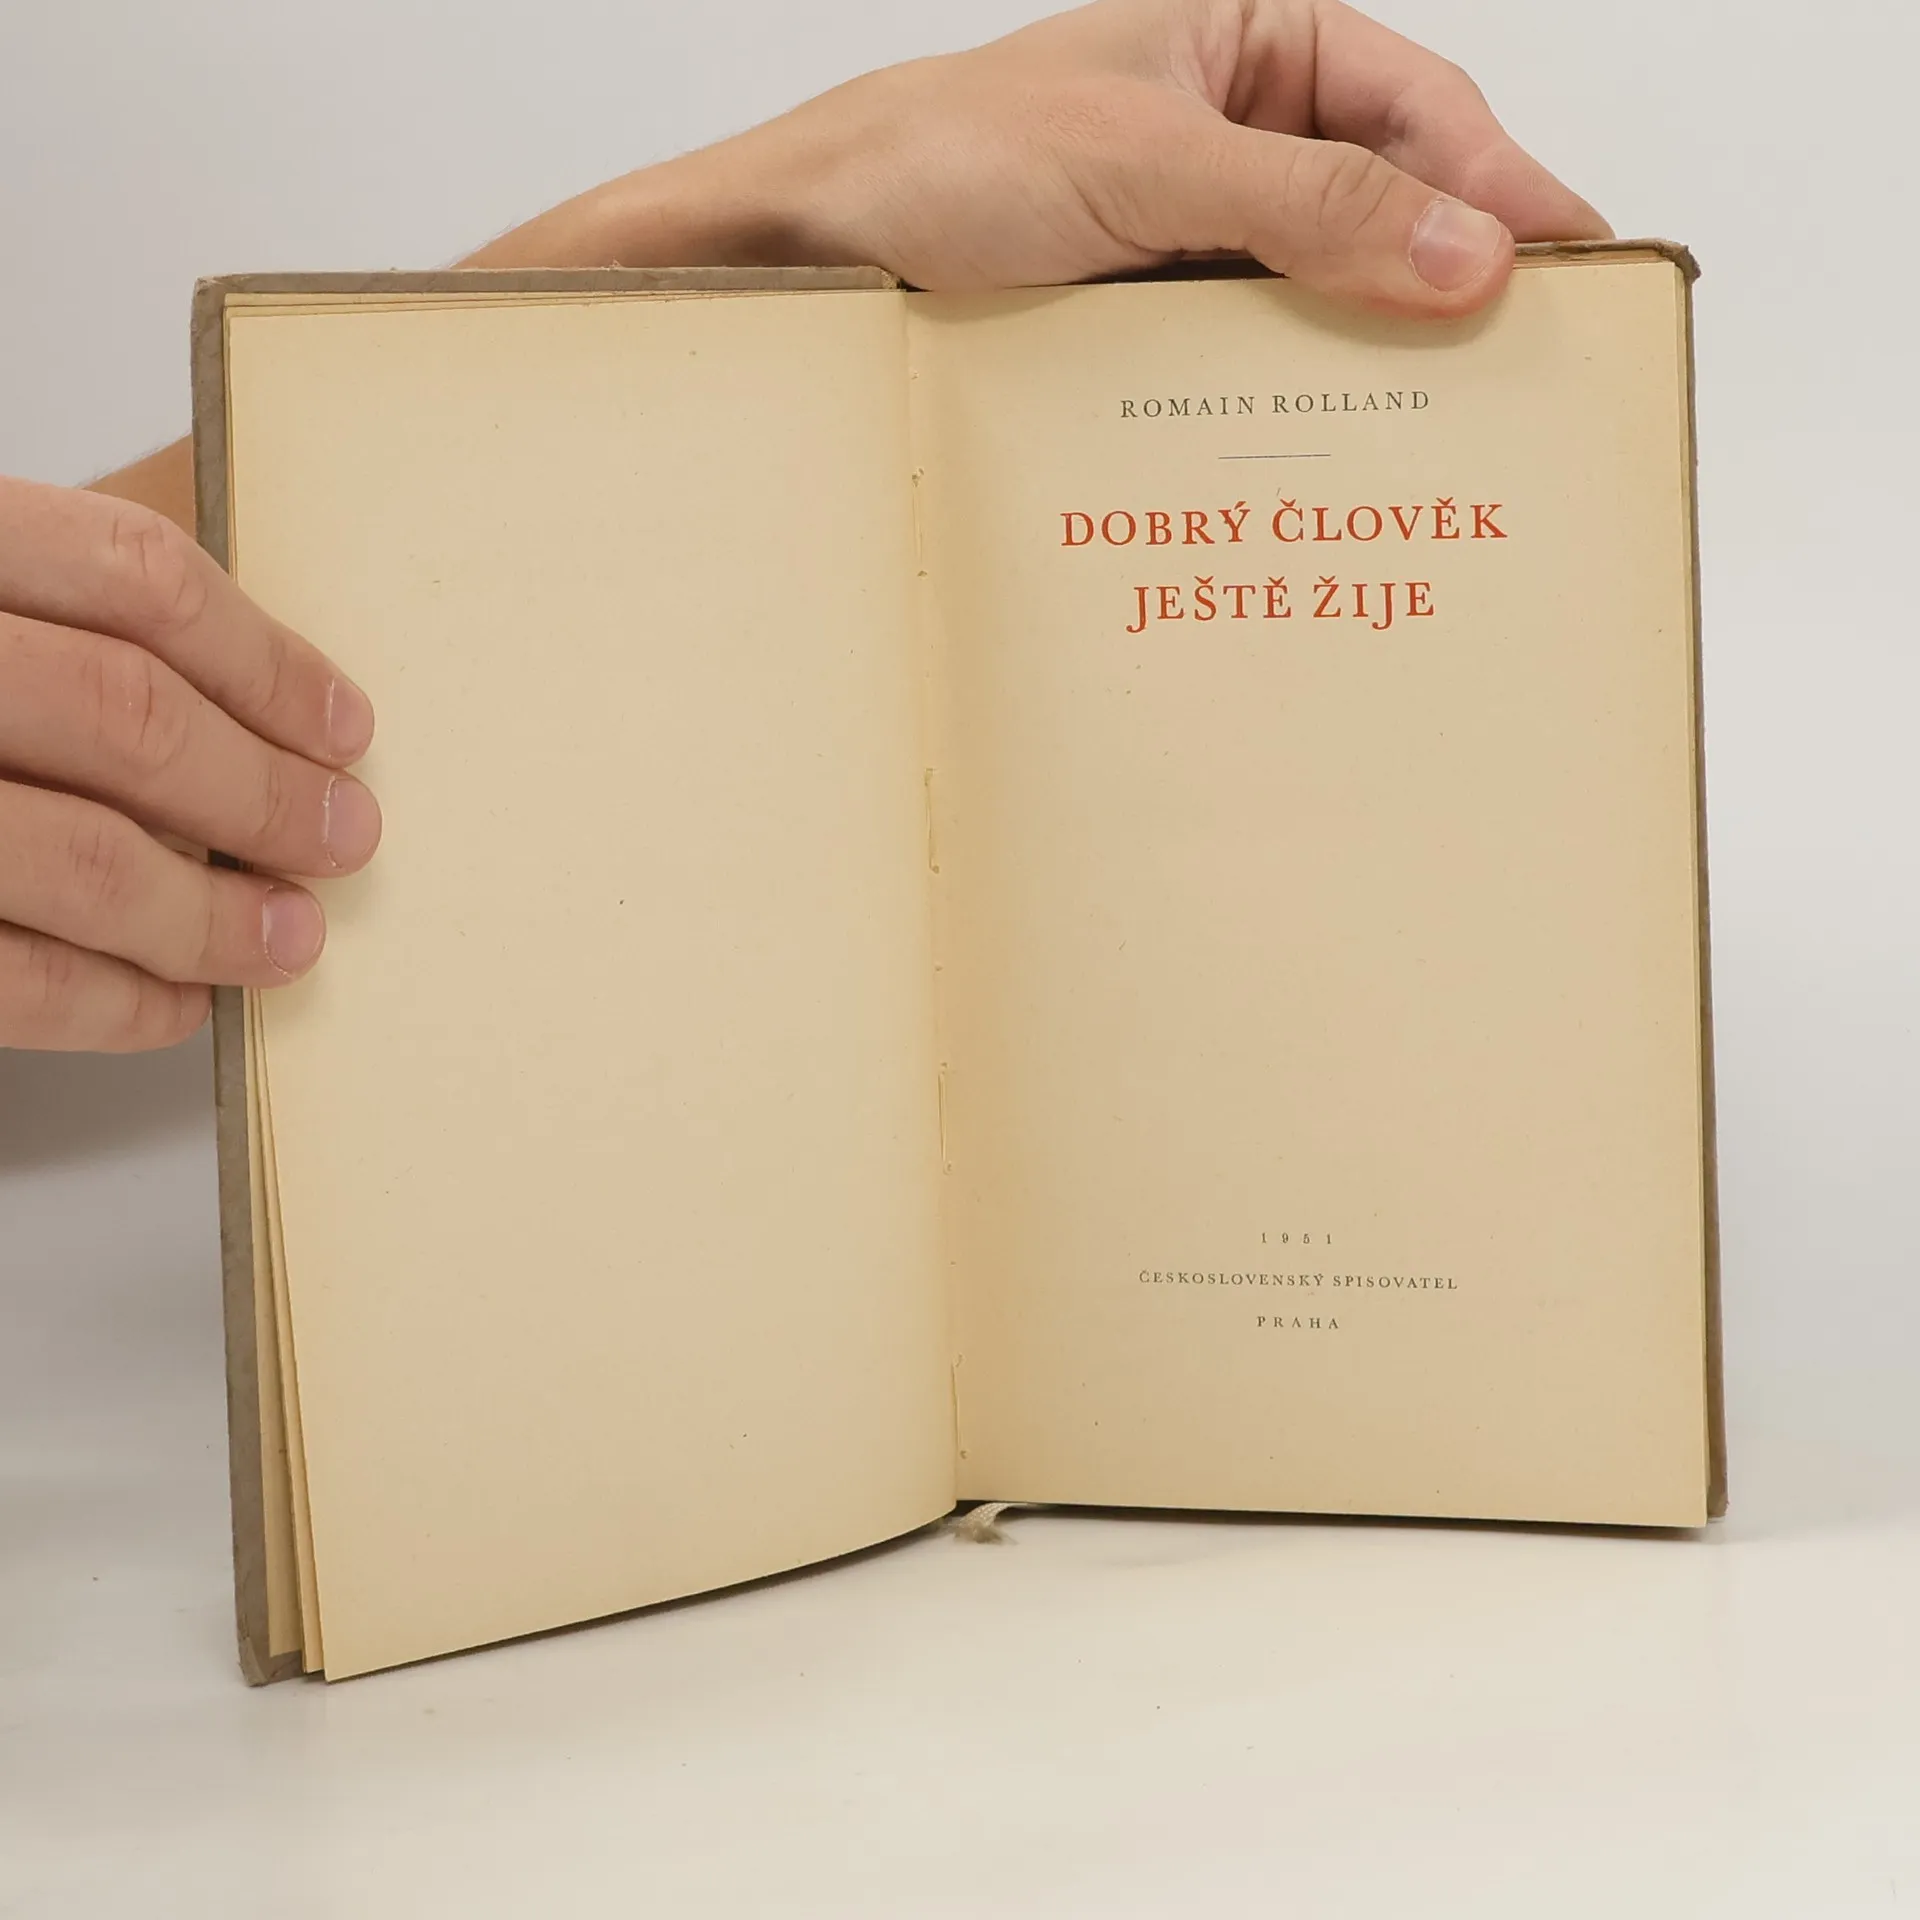 ROMAIN ROLLAND
DOBRÝ ČLOVĚK
JEŠTĚ ŽIJE
1951
ČESKOSLOVENSKÝ SPISOVATEL
PRAHA